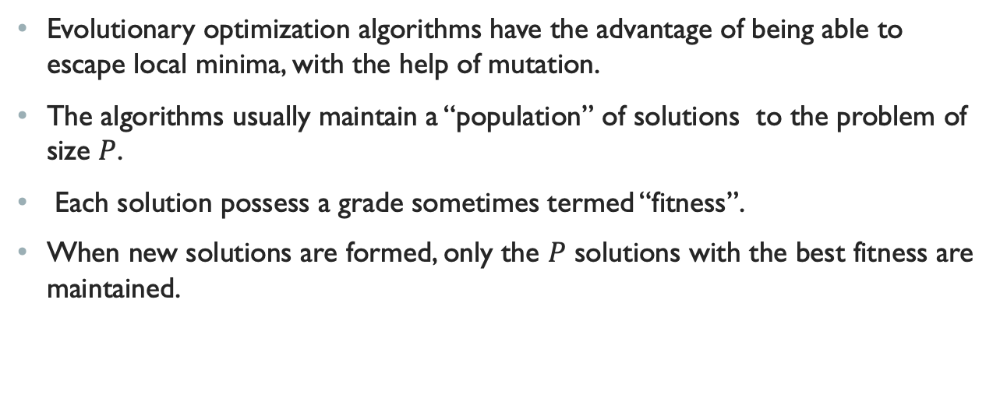 • Evolutionary optimization algorithms have the advantage of being able to
escape local minima, with the help of mutation.
• The algorithms usually maintain a “population” of solutions  to the problem of
size P.
• Each solution possess a grade sometimes termed “fitness”.
• When new solutions are formed, only the P solutions with the best fitness are
maintained.